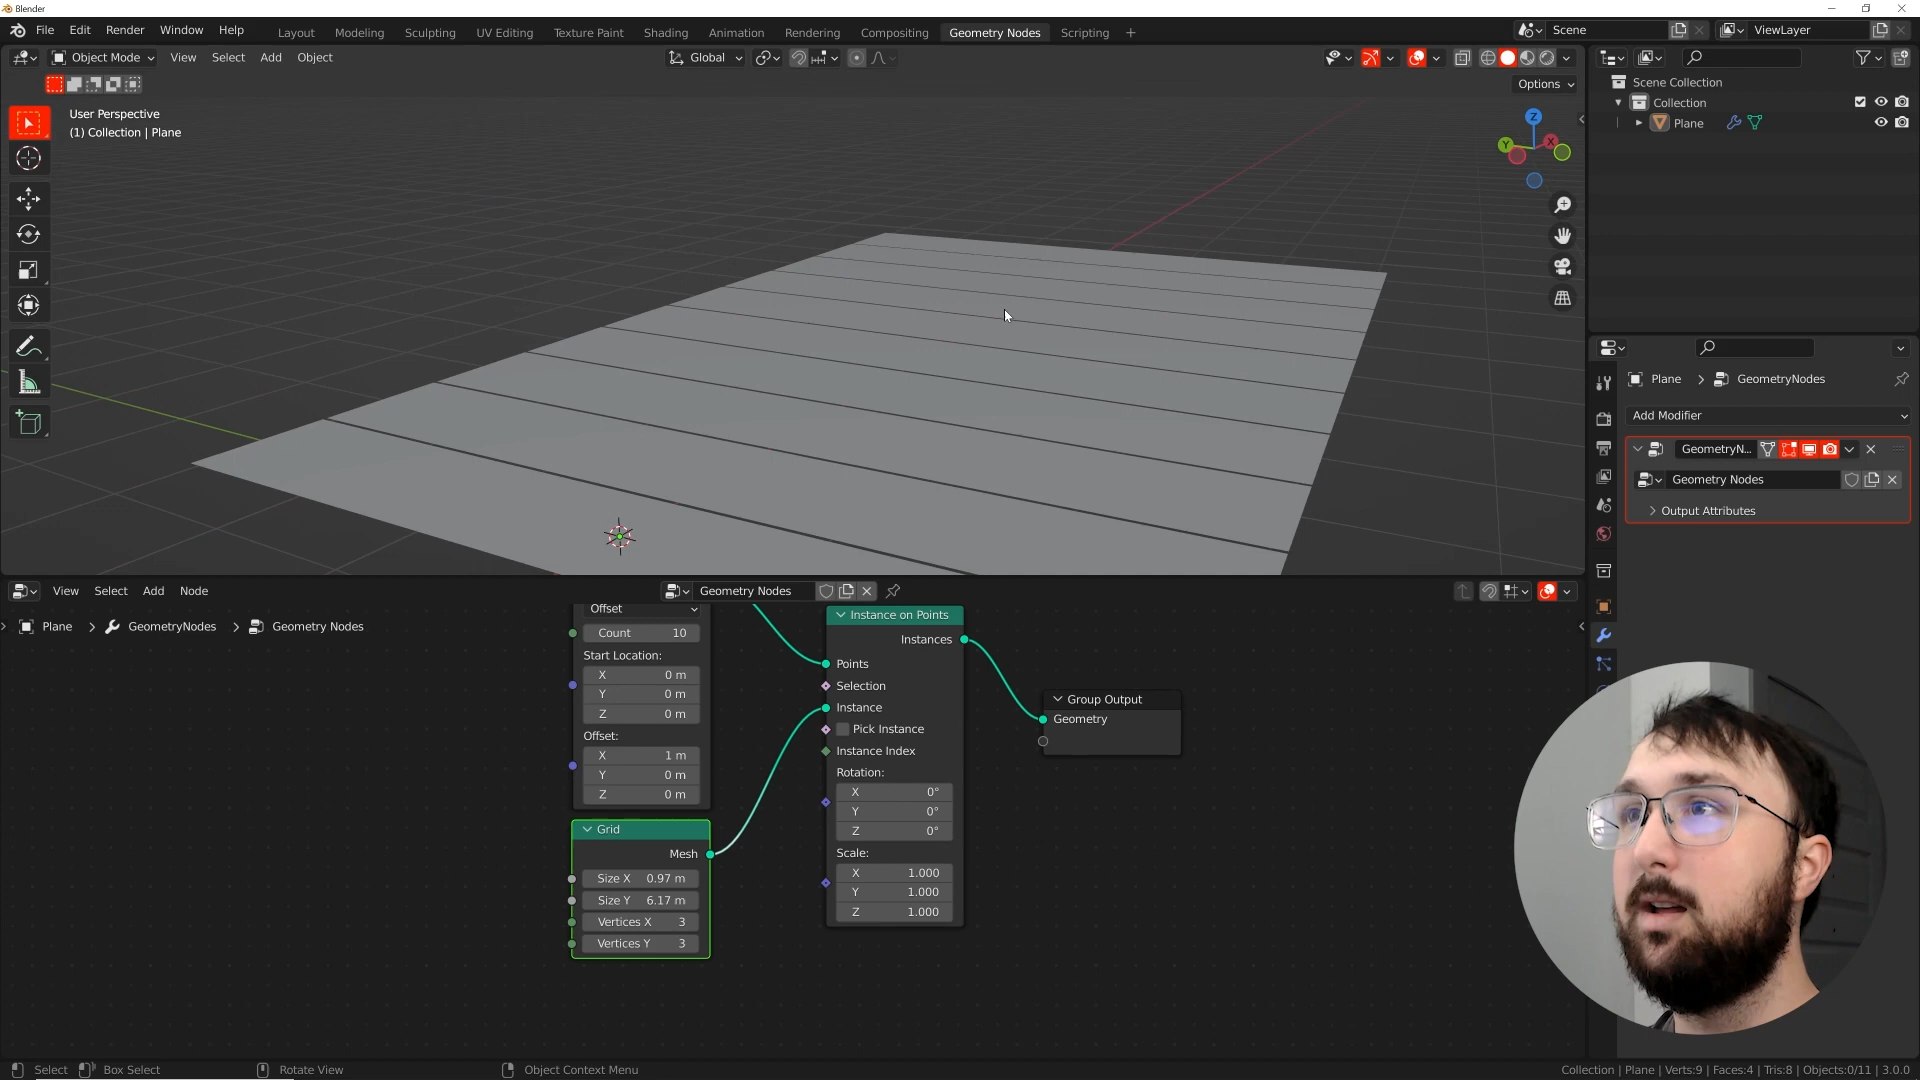 Blender
File Edit Render Window Help
Layout Modeling Sculpting UV Editing Texture Paint Shading Animation Rendering Compositing Geometry Nodes Scripting +
Scene
ViewLayer
Object Mode View Select Add Object
Global
Options
User Perspective
(1) Collection | Plane
Z
Y
X
Scene Collection
Collection
Plane
Plane > GeometryNodes
Add Modifier
GeometryN...
Geometry Nodes
Output Attributes
View Select Add Node
Geometry Nodes
Plane > GeometryNodes > Geometry Nodes
Offset
Count 10
Start Location:
X 0 m
Y 0 m
Z 0 m
Offset:
X 1 m
Y 0 m
Z 0 m
Grid
Mesh
Size X 0.97 m
Size Y 6.17 m
Vertices X 3
Vertices Y 3
Instance on Points
Instances
Points
Selection
Instance
Pick Instance
Instance Index
Rotation:
X 0°
Y 0°
Z 0°
Scale:
X 1.000
Y 1.000
Z 1.000
Group Output
Geometry
Select Box Select Rotate View Object Context Menu
Collection | Plane | Verts:9 | Faces:4 | Tris:8 | Objects:0/11 | 3.0.0